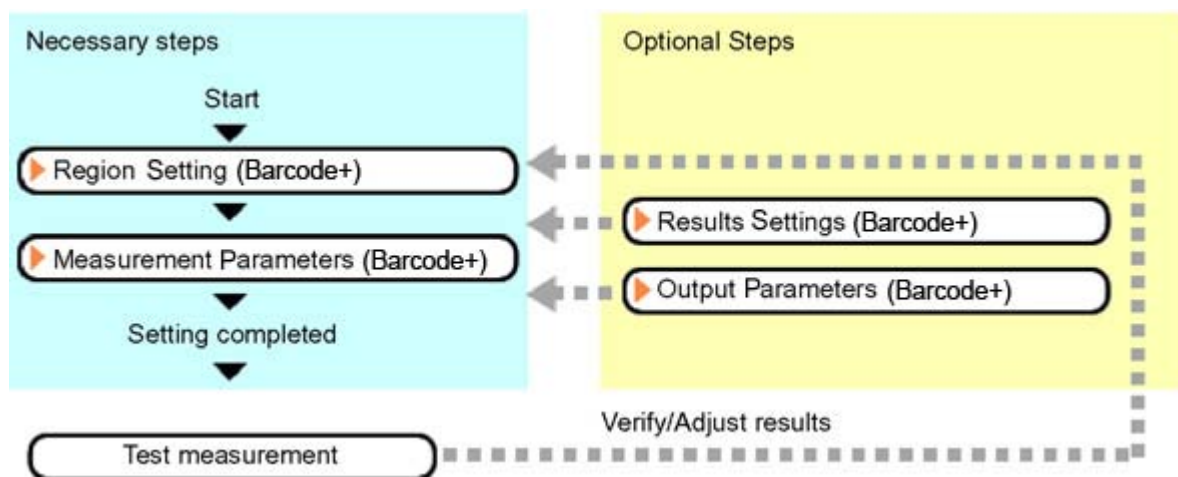 Necessary steps
Start
Region Setting (Barcode+)
Measurement Parameters (Barcode+)
Setting completed
Optional Steps
Results Settings (Barcode+)
Output Parameters (Barcode+)
Verify/Adjust results
Test measurement